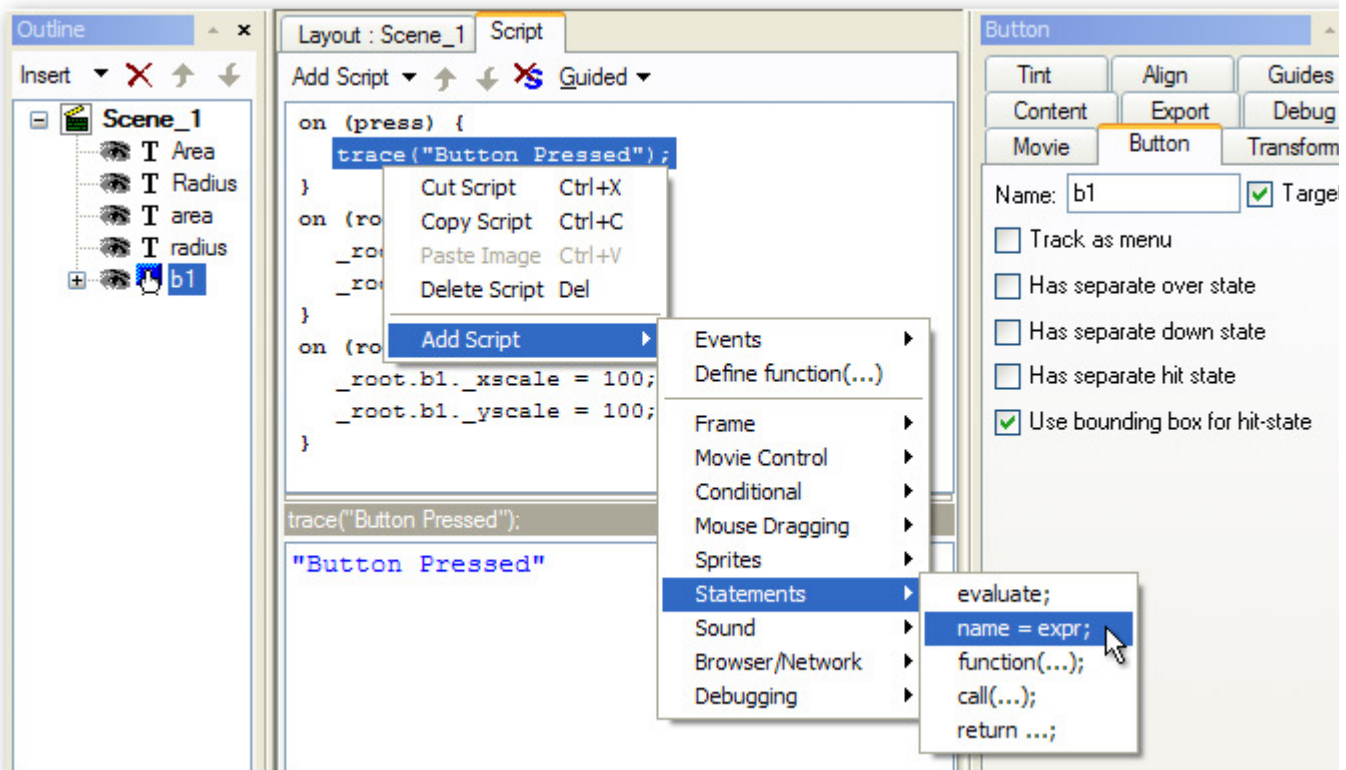 Outline
Insert
Scene_1
T Area
T Radius
T area
T radius
b1
Layout : Scene_1 Script
Add Script Guided
on (press) {
trace("Button Pressed");
}
on (ro
_ro
_ro
}
on (ro
_root.b1._xscale = 100;
_root.b1._yscale = 100;
}
trace("Button Pressed");
"Button Pressed"
Cut Script Ctrl+X
Copy Script Ctrl+C
Paste Image Ctrl+V
Delete Script Del
Add Script
Events
Define function(...)
Frame
Movie Control
Conditional
Mouse Dragging
Sprites
Statements
Sound
Browser/Network
Debugging
evaluate;
name = expr;
function(...);
call(...);
return ...;
Button
Tint Align Guides
Content Export Debug
Movie Button Transform
Name: b1 Targe
Track as menu
Has separate over state
Has separate down state
Has separate hit state
Use bounding box for hit-state